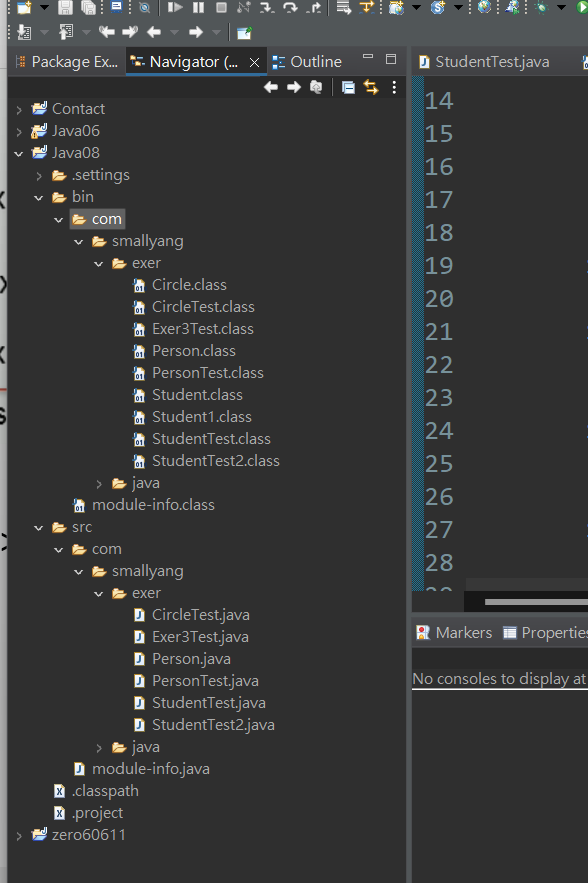 Package Ex...
Navigator (...
Outline
StudentTest.java
Contact
Java06
Java08
.settings
bin
com
smallyang
exer
Circle.class
CircleTest.class
Exer3Test.class
Person.class
PersonTest.class
Student.class
Student1.class
StudentTest.class
StudentTest2.class
java
module-info.class
src
com
smallyang
exer
CircleTest.java
Exer3Test.java
Person.java
PersonTest.java
StudentTest.java
StudentTest2.java
java
module-info.java
.classpath
.project
zero60611
14
15
16
17
18
19
20
21
22
23
24
25
26
27
28
Markers
Properties
No consoles to display at